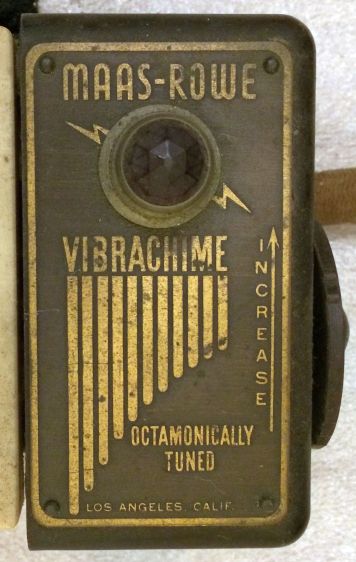 MAAS-ROWE
VIBRACHIME
INCREASE
OCTAMONICALLY
TUNED
LOS ANGELES, CALIF.